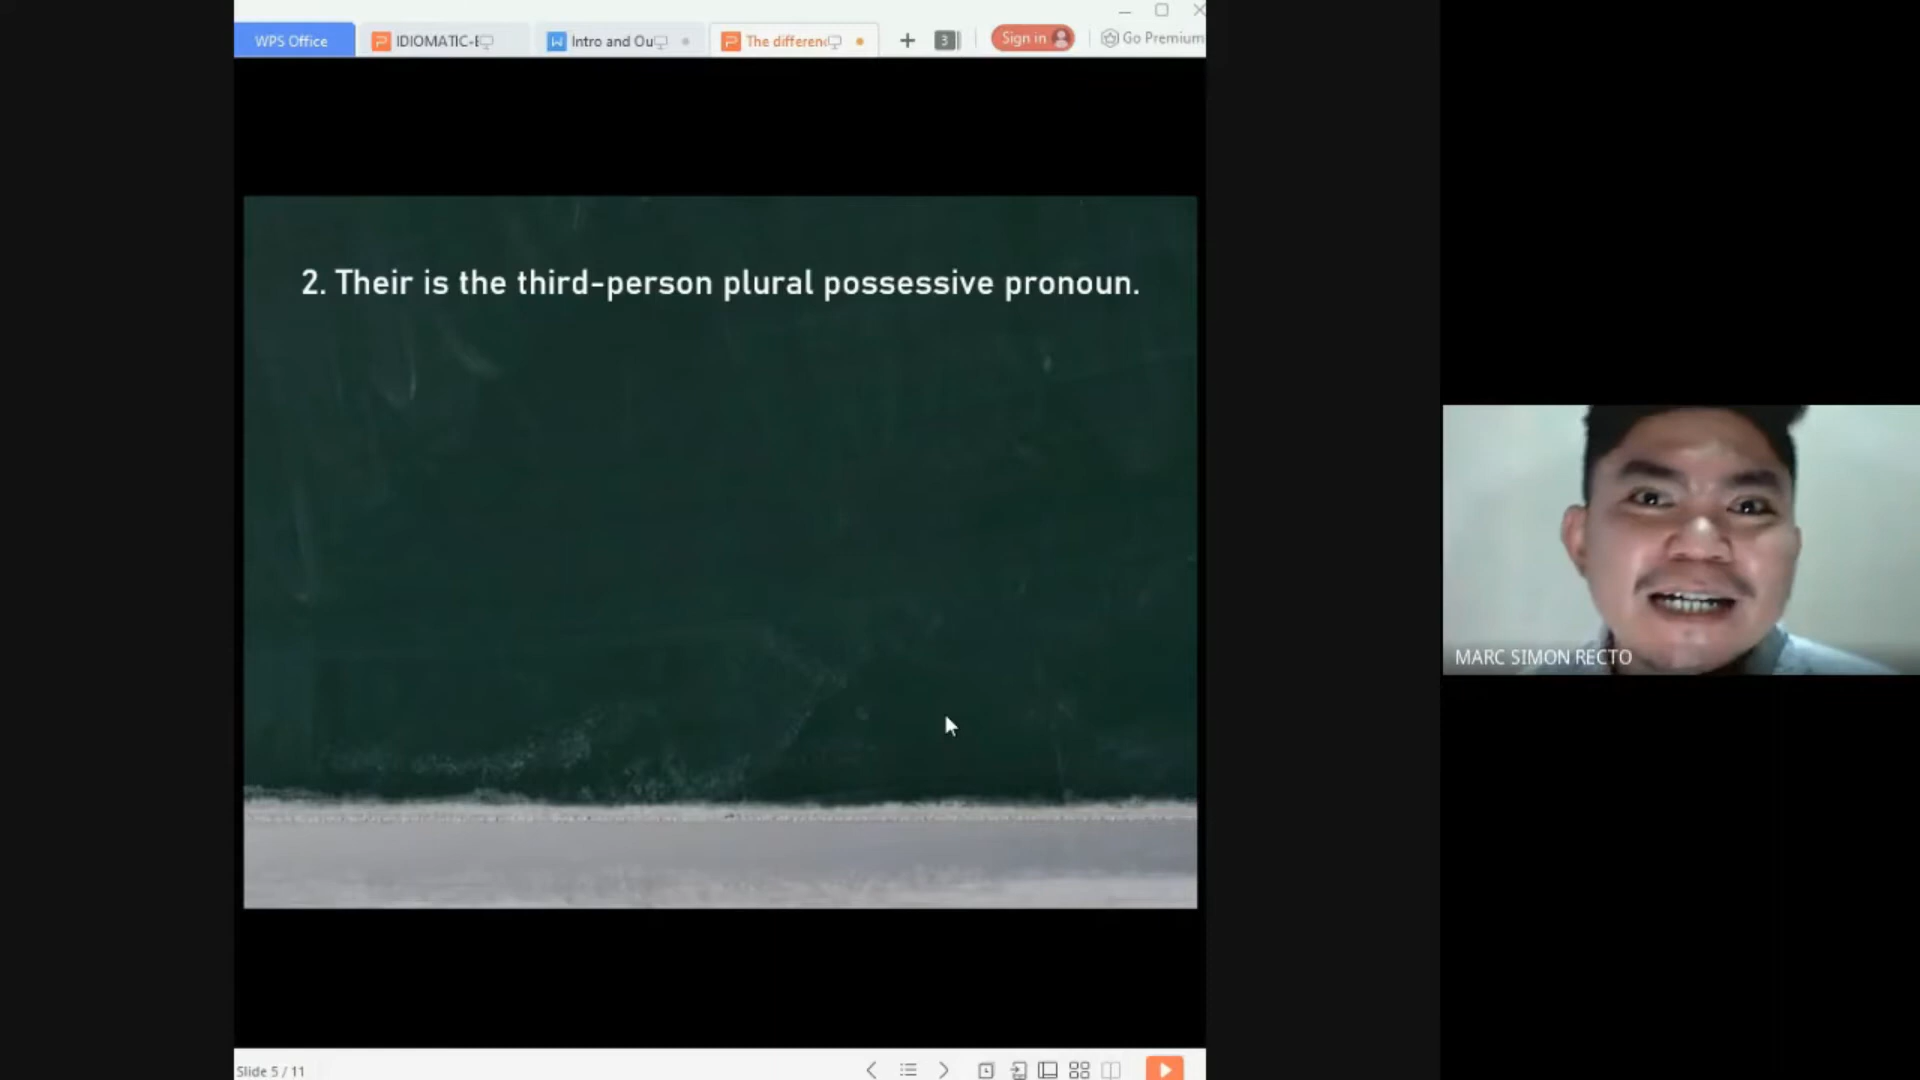 WPS Office
IDIOMATIC-E
Intro and Ou
The differen
3
Sign in
Go Premium
2. Their is the third-person plural possessive pronoun.
MARC SIMON RECTO
Slide 5 / 11